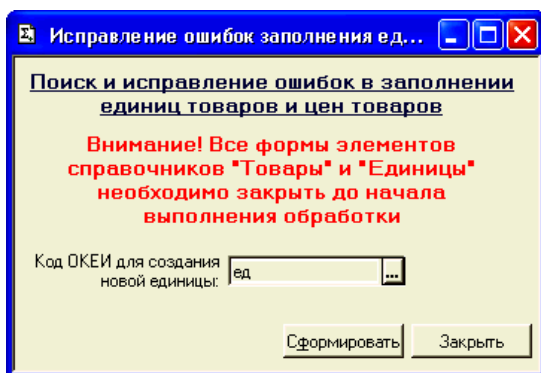 Исправление ошибок заполнения ед...
Поиск и исправление ошибок в заполнении
единиц товаров и цен товаров
Внимание! Все формы элементов
справочников "Товары" и "Единицы"
необходимо закрыть до начала
выполнения обработки
Код ОКЕИ для создания
новой единицы: ед ...
Сформировать Закрыть